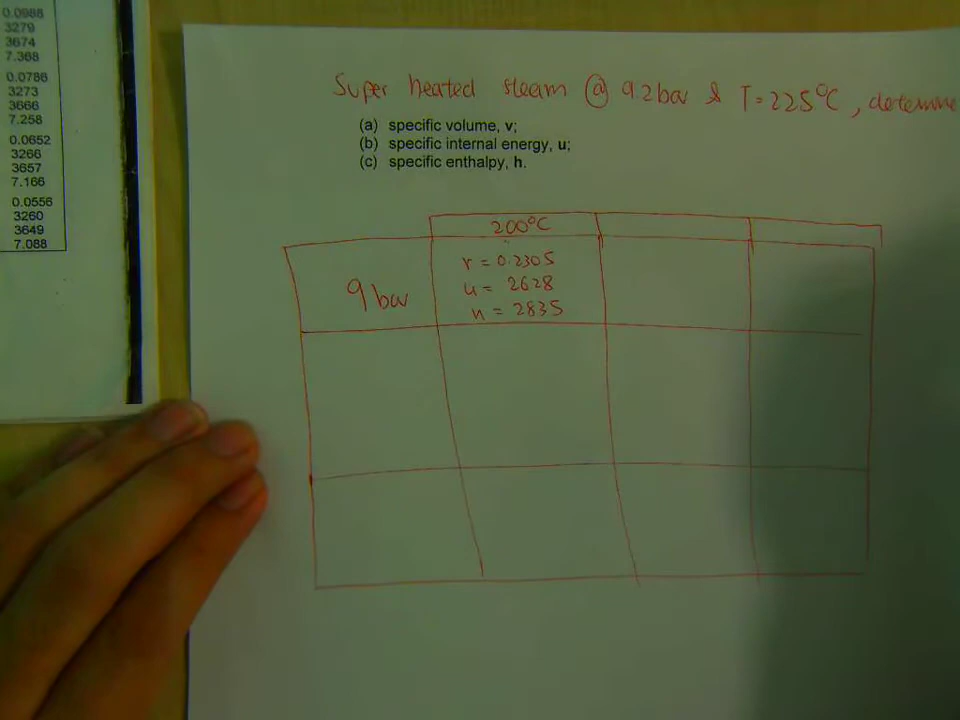 0.0988
3279
3674
7.368
0.0786
3273
3666
7.258
0.0652
3266
3657
7.166
0.0556
3260
3649
7.088
Super heated steam @ 9.2 bar & T = 225°C, determine
(a) specific volume, v;
(b) specific internal energy, u;
(c) specific enthalpy, h.
200°C
9 bar
v = 0.2305
u = 2628
h = 2835